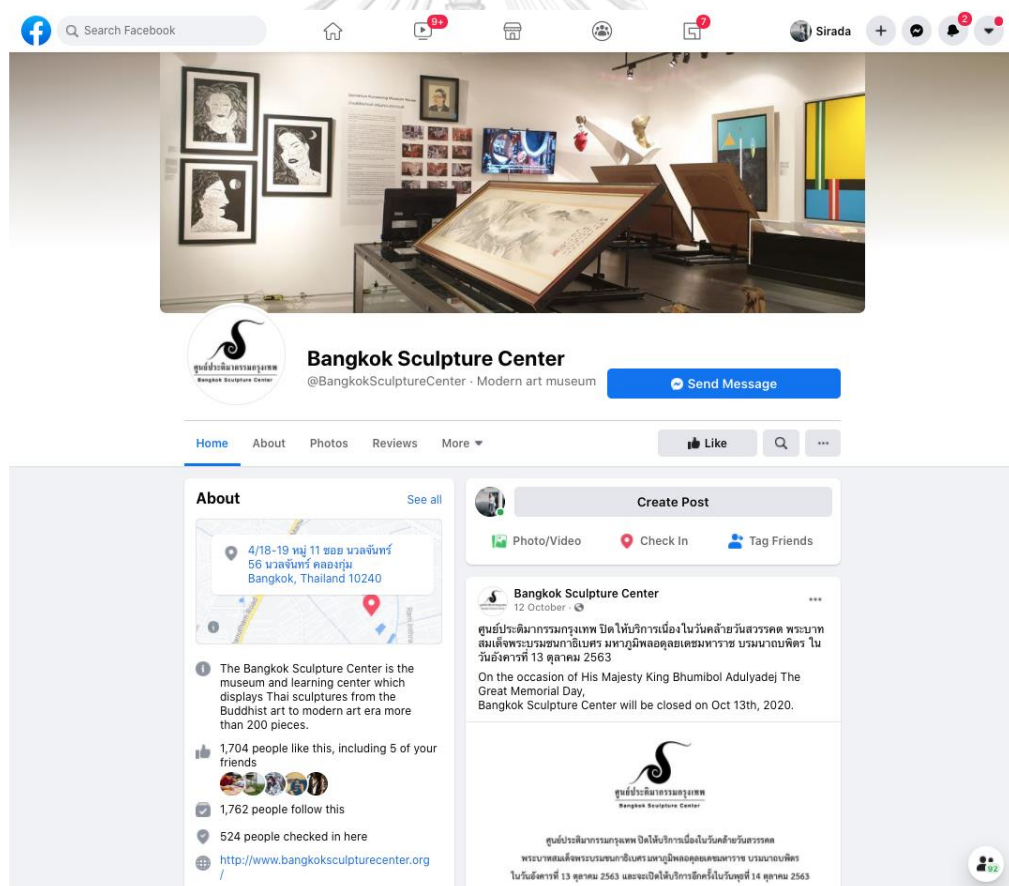 Search Facebook
9+
7
Sirada
2
ศูนย์ประติมากรรมกรุงเทพ
Bangkok Sculpture Center
Bangkok Sculpture Center
@BangkokSculptureCenter · Modern art museum
Send Message
Home
About
Photos
Reviews
More
Like
About
See all
4/18-19 หมู่ 11 ซอย นวลจันทร์
56 นวลจันทร์ คลองกุ่ม
Bangkok, Thailand 10240
The Bangkok Sculpture Center is the
museum and learning center which
displays Thai sculptures from the
Buddhist art to modern art era more
than 200 pieces.
1,704 people like this, including 5 of your
friends
1,762 people follow this
524 people checked in here
http://www.bangkoksculpturecenter.org
/
Create Post
Photo/Video
Check In
Tag Friends
Bangkok Sculpture Center
12 October ·
ศูนย์ประติมากรรมกรุงเทพ ปิดให้บริการเนื่องในวันคล้ายวันสวรรคต พระบาท
สมเด็จพระบรมชนกาธิเบศร มหาภูมิพลอดุลยเดชมหาราช บรมนาถบพิตร ใน
วันอังคารที่ 13 ตุลาคม 2563
On the occasion of His Majesty King Bhumibol Adulyadej The
Great Memorial Day,
Bangkok Sculpture Center will be closed on Oct 13th, 2020.
ศูนย์ประติมากรรมกรุงเทพ
Bangkok Sculpture Center
ศูนย์ประติมากรรมกรุงเทพ ปิดให้บริการเนื่องในวันคล้ายวันสวรรคต
พระบาทสมเด็จพระบรมชนกาธิเบศร มหาภูมิพลอดุลยเดชมหาราช บรมนาถบพิตร
ในวันอังคารที่ 13 ตุลาคม 2563 และจะเปิดให้บริการอีกครั้งในวันพุธที่ 14 ตุลาคม 2563
92